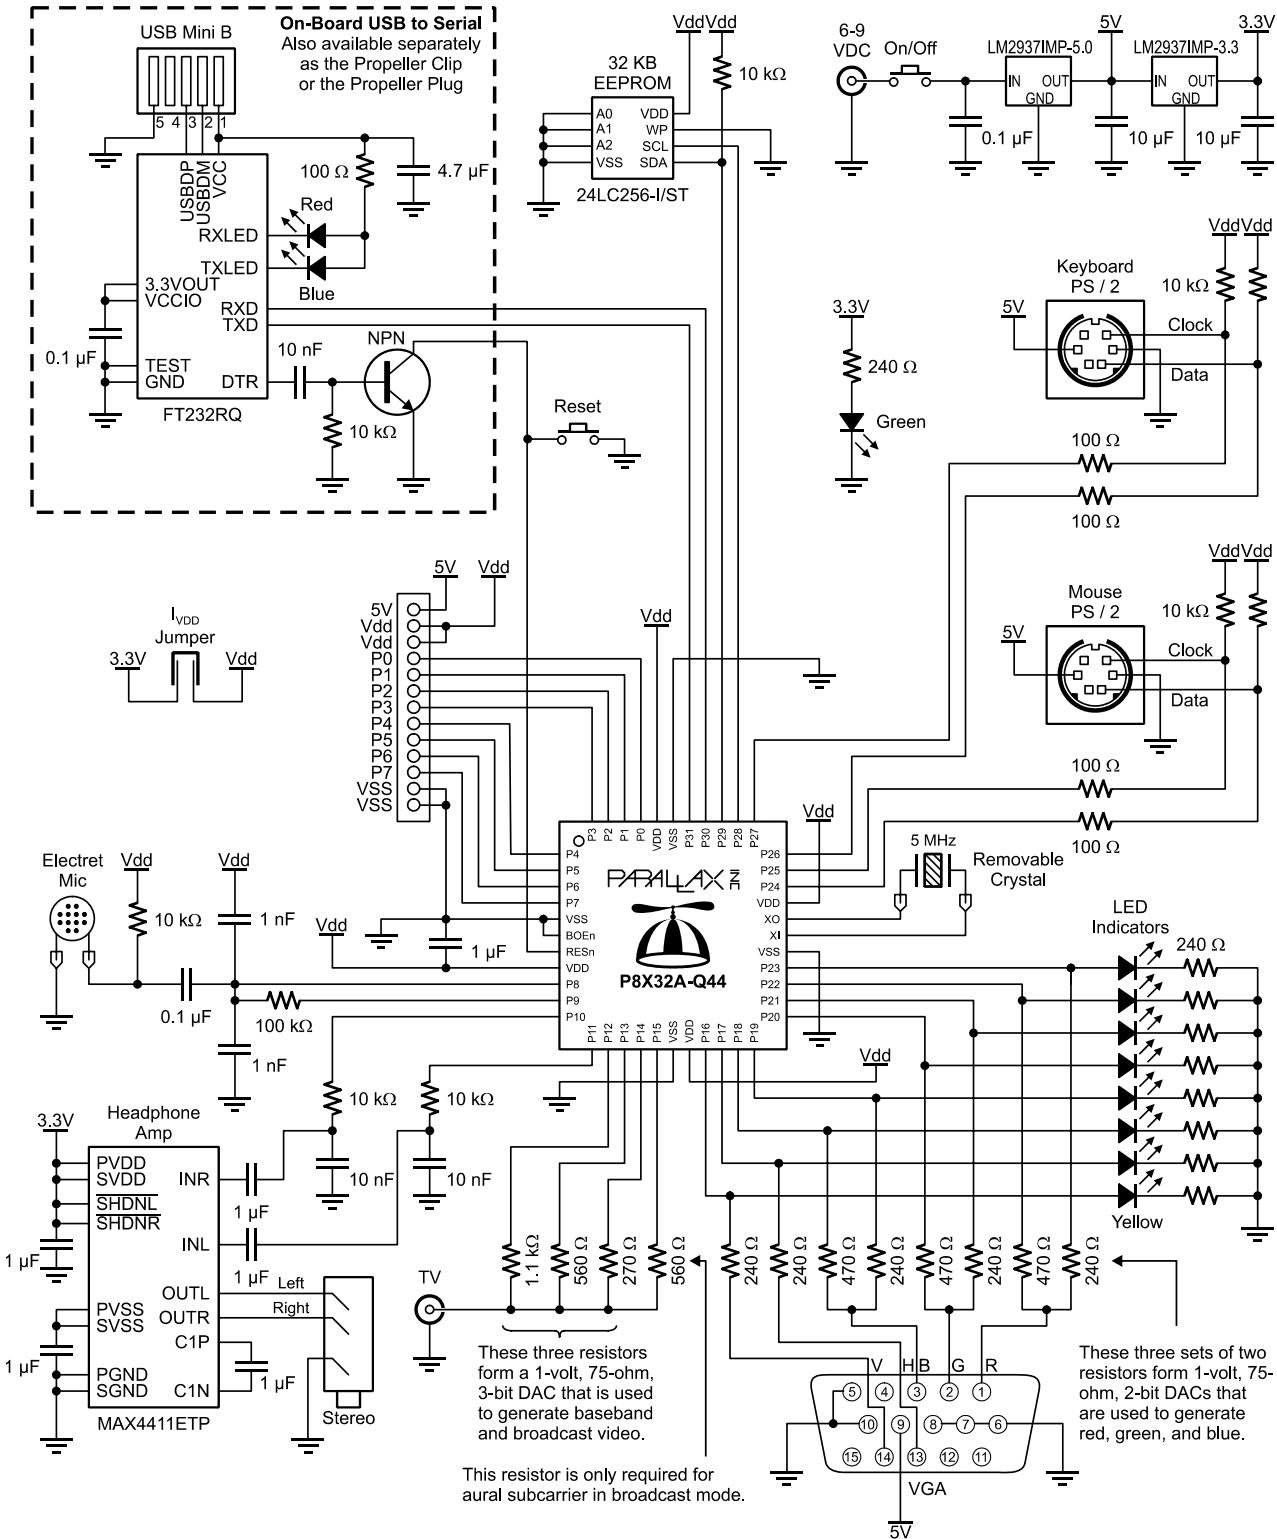 On-Board USB to Serial
Also available separately
as the Propeller Clip
or the Propeller Plug
USB Mini B
5 4 3 2 1
USBDP
USBDM
VCC
100 Ω
4.7 µF
Red
RXLED
TXLED
Blue
3.3VOUT
VCCIO
RXD
TXD
0.1 µF
TEST
GND
DTR
10 nF
NPN
10 kΩ
FT232RQ
Reset
Vdd Vdd
10 kΩ
32 KB
EEPROM
A0 VDD
A1 WP
A2 SCL
VSS SDA
24LC256-I/ST
6-9
VDC
On/Off
LM2937IMP-5.0
IN OUT
GND
5V
LM2937IMP-3.3
IN OUT
GND
3.3V
0.1 µF
10 µF
10 µF
3.3V
240 Ω
Green
Vdd Vdd
Keyboard
PS / 2
10 kΩ
5V
Clock
Data
100 Ω
100 Ω
Vdd Vdd
Mouse
PS / 2
10 kΩ
5V
Clock
Data
100 Ω
100 Ω
IVDD
Jumper
3.3V
Vdd
5V
Vdd
5V
Vdd
Vdd
P0
P1
P2
P3
P4
P5
P6
P7
VSS
VSS
Vdd
P3 P2 P1 P0 VDD VSS P31 P30 P29 P28 P27
P4
P5
P6
P7
VSS
BOEn
RESn
VDD
P8
P9
P10
P26
P25
P24
VDD
XO
XI
VSS
P23
P22
P21
P20
P11 P12 P13 P14 P15 VSS VDD P16 P17 P18 P19
PARALLAX INC
P8X32A-Q44
Vdd
5 MHz
Removable
Crystal
Electret
Mic
Vdd
10 kΩ
Vdd
1 nF
Vdd
1 µF
0.1 µF
100 kΩ
1 nF
LED
Indicators
240 Ω
Yellow
Vdd
10 kΩ
10 kΩ
10 nF
10 nF
3.3V
Headphone
Amp
PVDD
SVDD
SHDNL
SHDNR
INR
1 µF
INL
1 µF
1 µF
OUTL
OUTR
Left
Right
PVSS
SVSS
C1P
1 µF
PGND
SGND
C1N
1 µF
MAX4411ETP
Stereo
TV
1.1 kΩ
560 Ω
270 Ω
560 Ω
240 Ω
240 Ω
470 Ω
240 Ω
470 Ω
240 Ω
470 Ω
240 Ω
These three resistors
form a 1-volt, 75-ohm,
3-bit DAC that is used
to generate baseband
and broadcast video.
This resistor is only required for
aural subcarrier in broadcast mode.
V H B G R
5 4 3 2 1
10 9 8 7 6
15 14 13 12 11
VGA
5V
These three sets of two
resistors form 1-volt, 75-
ohm, 2-bit DACs that
are used to generate
red, green, and blue.